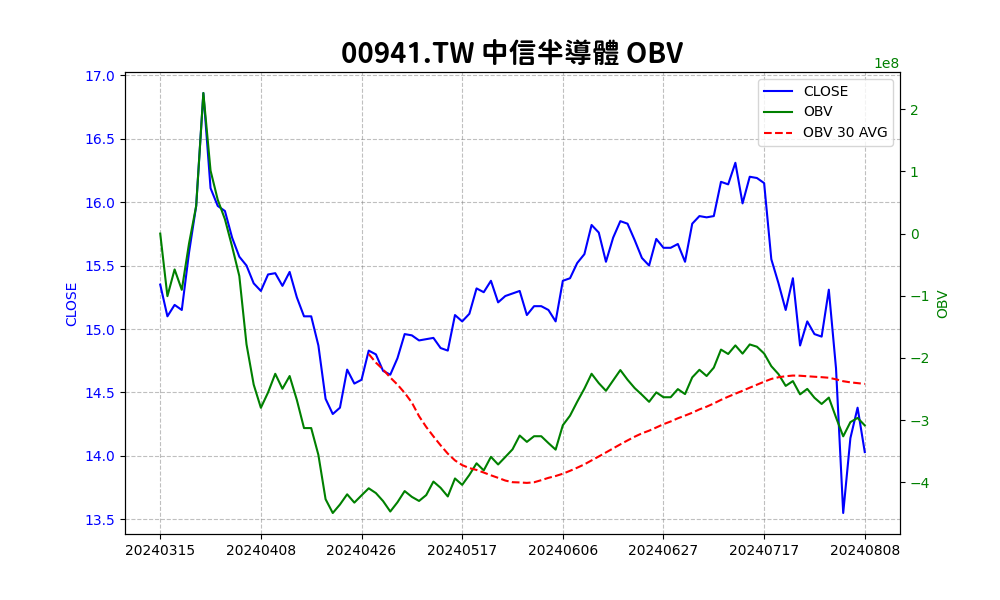 00941.TW 中信半導體 OBV
1e8
CLOSE
OBV
OBV 30 AVG
17.0
16.5
16.0
15.5
15.0
14.5
14.0
13.5
CLOSE
2
1
0
−1
−2
−3
−4
OBV
20240315 20240408 20240426 20240517 20240606 20240627 20240717 20240808